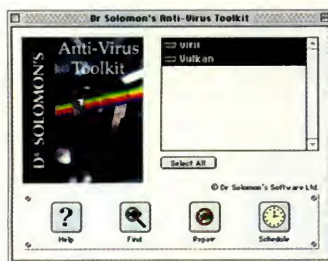 Dr Solomon's Anti-Virus Toolkit
Anti-Virus
Toolkit
DR SOLOMON'S
Virii
Vulkan
Select All
© Dr Solomon's Software Ltd.
?
Help
Find
Repair
Schedule